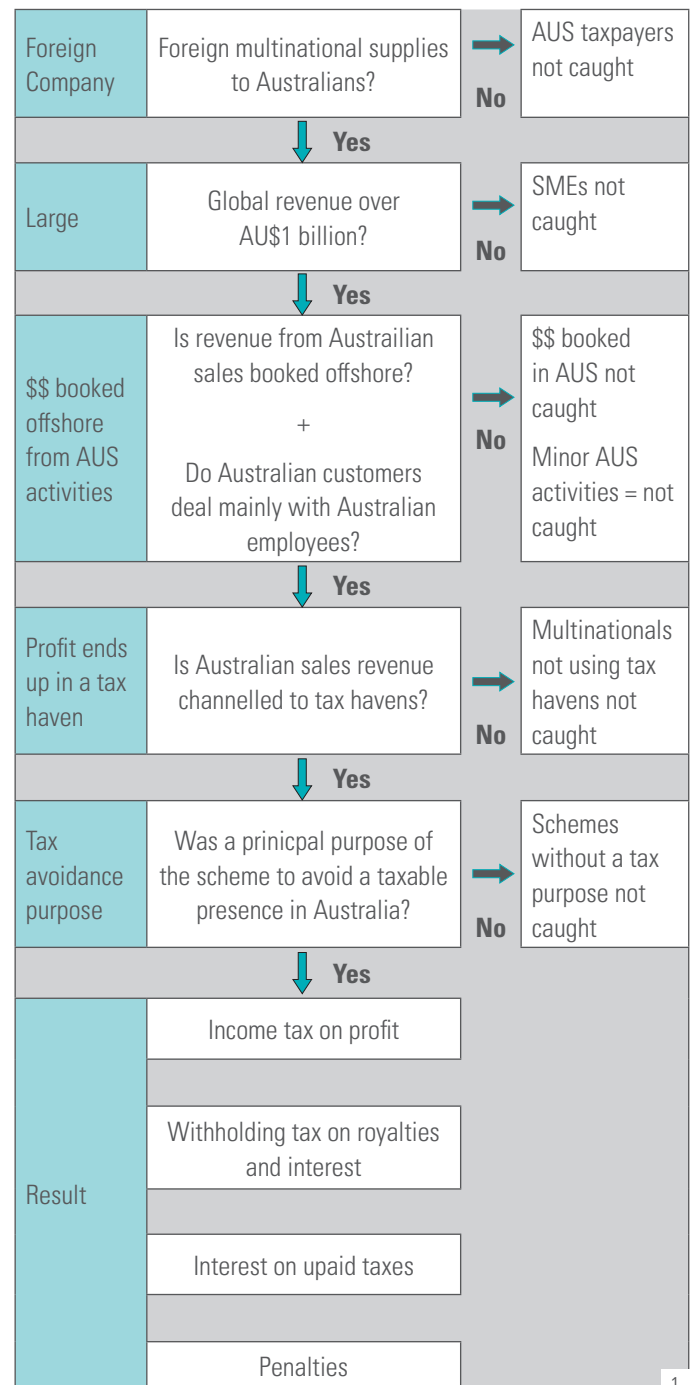 Foreign
Company
Foreign multinational supplies
to Australians?
No
AUS taxpayers
not caught
Yes
Large
Global revenue over
AU$1 billion?
No
SMEs not
caught
Yes
$$ booked
offshore
from AUS
activities
Is revenue from Austrailian
sales booked offshore?
+
Do Australian customers
deal mainly with Australian
employees?
No
$$ booked
in AUS not
caught
Minor AUS
activities = not
caught
Yes
Profit ends
up in a tax
haven
Is Australian sales revenue
channelled to tax havens?
No
Multinationals
not using tax
havens not
caught
Yes
Tax
avoidance
purpose
Was a prinicpal purpose of
the scheme to avoid a taxable
presence in Australia?
No
Schemes
without a tax
purpose not
caught
Yes
Result
Income tax on profit
Withholding tax on royalties
and interest
Interest on upaid taxes
Penalties
1